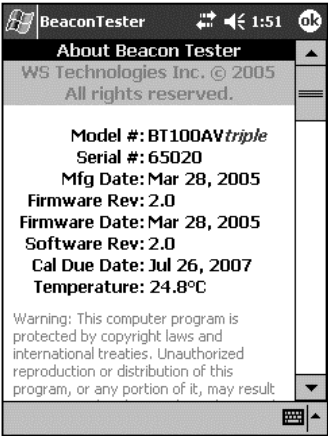 BeaconTester 1:51 ok
About Beacon Tester
WS Technologies Inc. © 2005
All rights reserved.
Model #: BT100AVtriple
Serial #: 65020
Mfg Date: Mar 28, 2005
Firmware Rev: 2.0
Firmware Date: Mar 28, 2005
Software Rev: 2.0
Cal Due Date: Jul 26, 2007
Temperature: 24.8ºC
Warning: This computer program is
protected by copyright laws and
international treaties. Unauthorized
reproduction or distribution of this
program, or any portion of it, may result